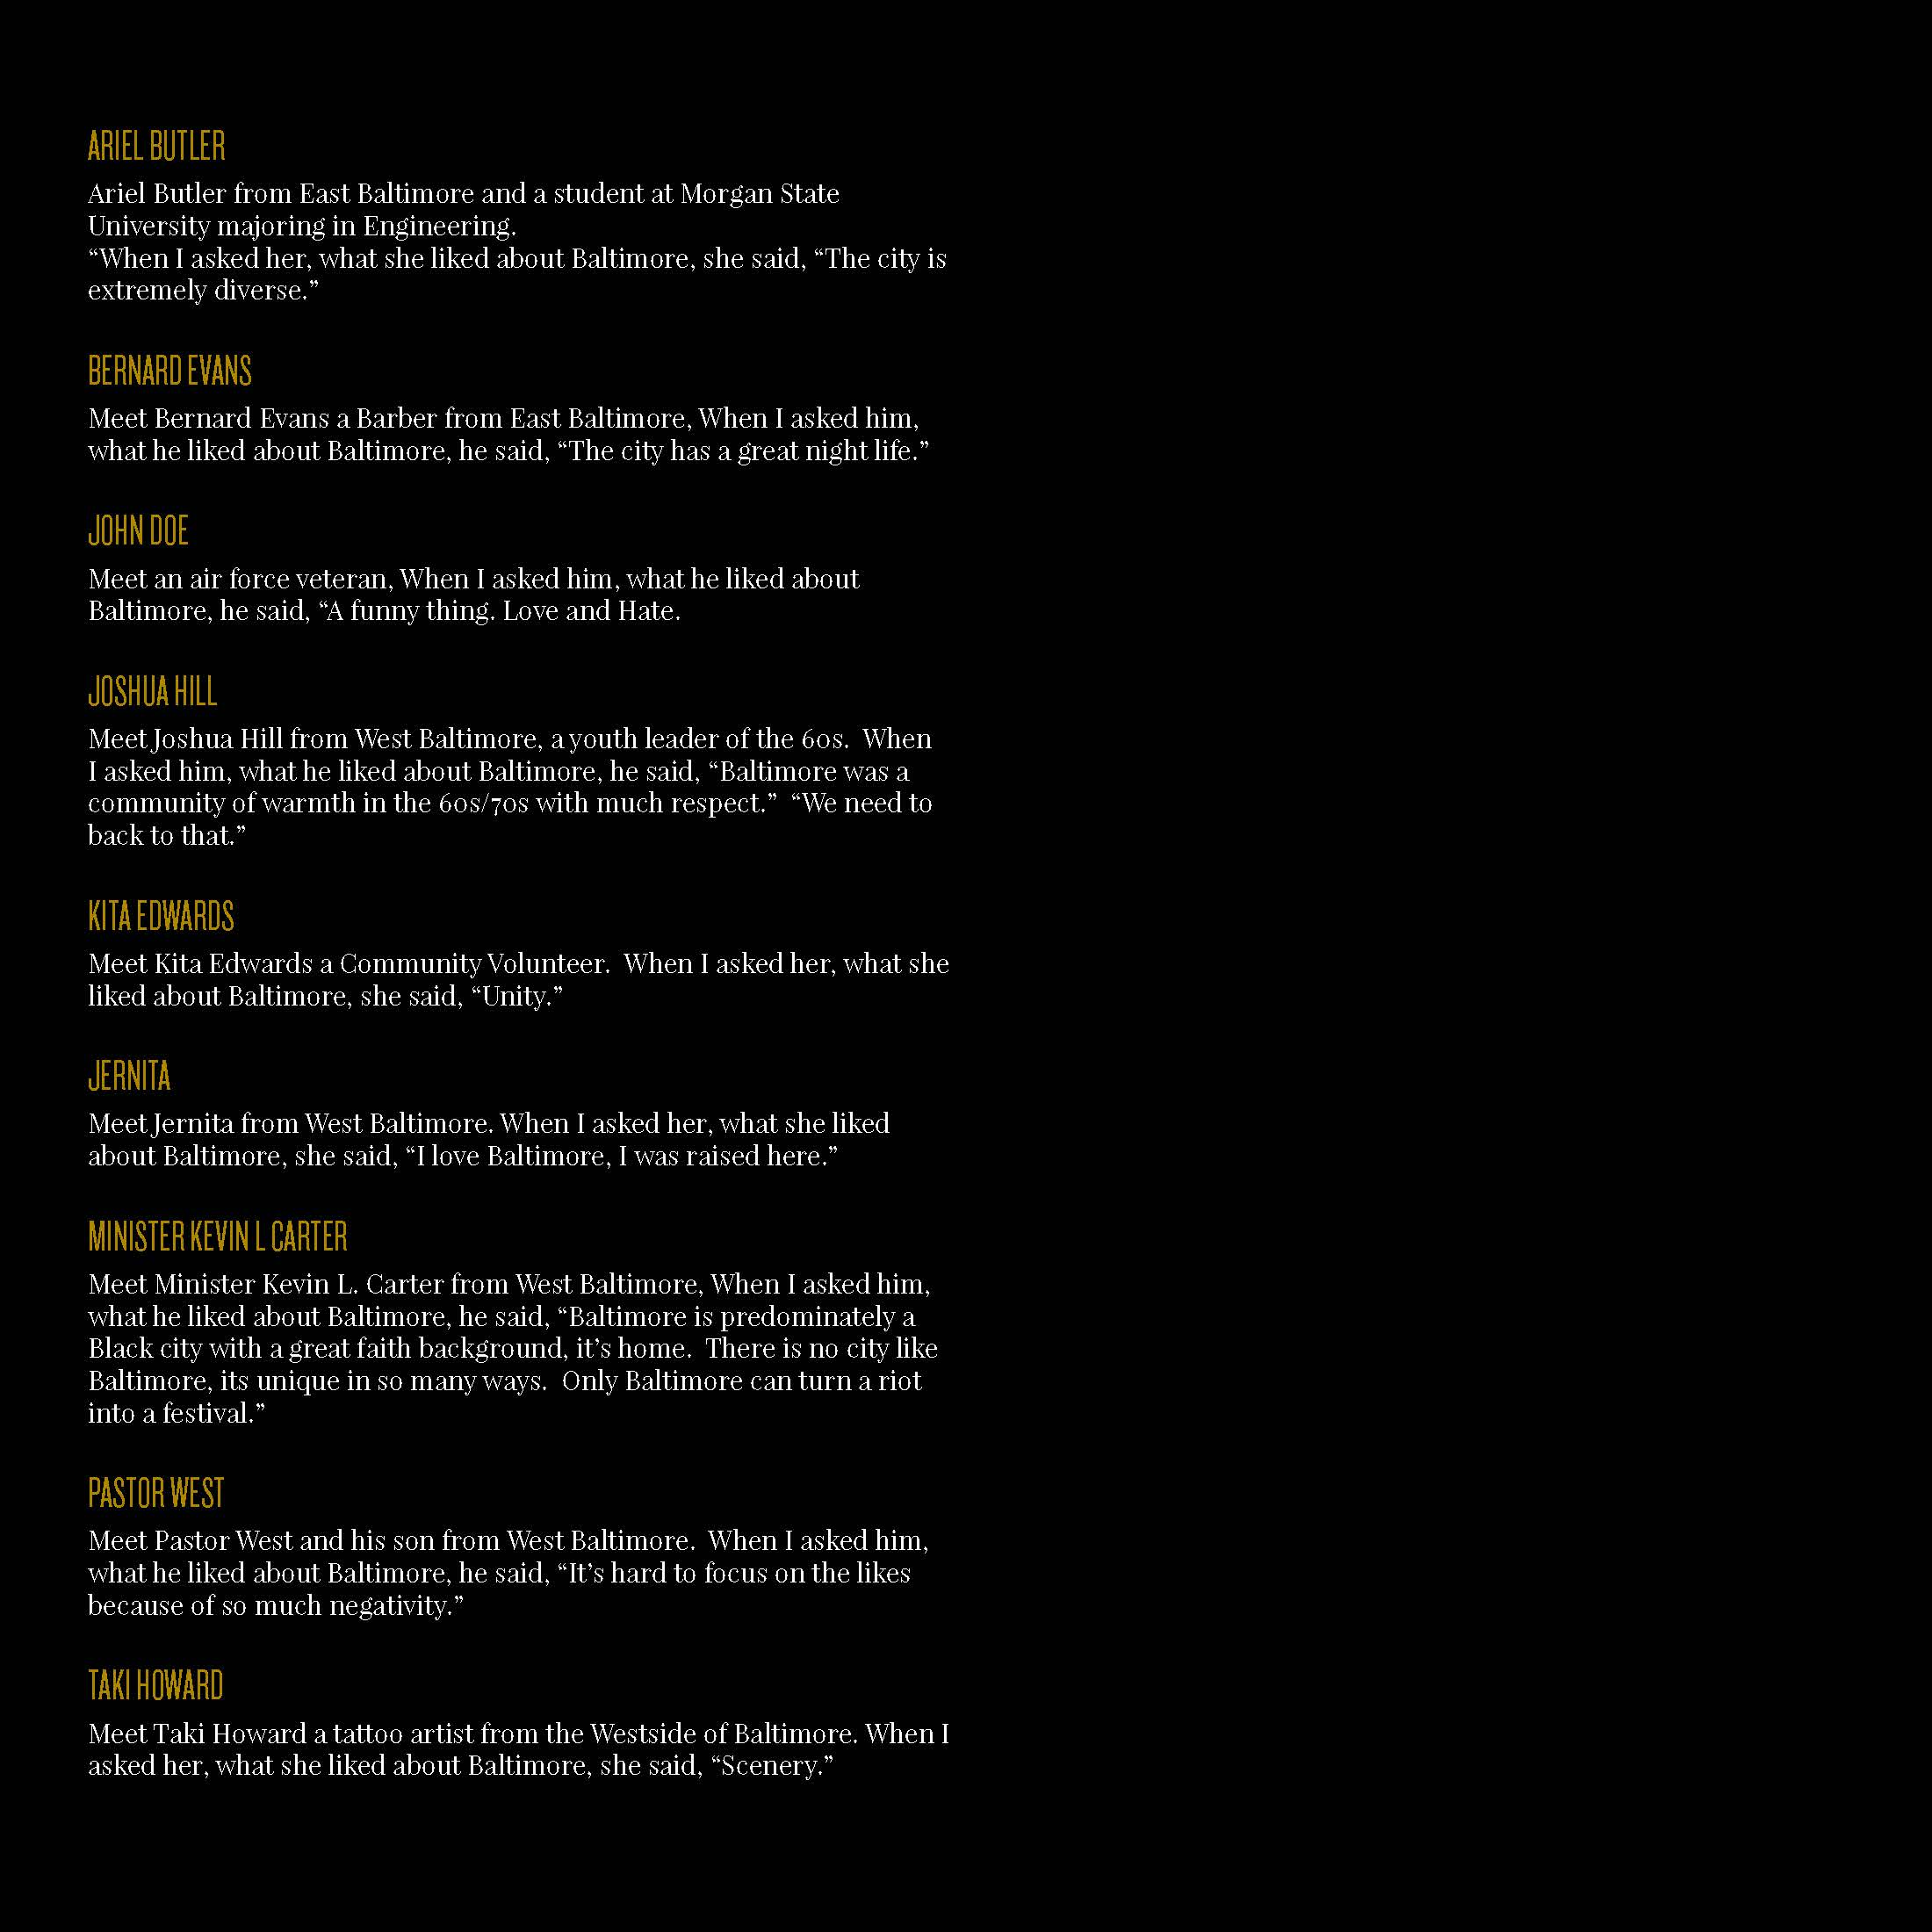 ARIEL BUTLER
Ariel Butler from East Baltimore and a student at Morgan State
University majoring in Engineering.
“When I asked her, what she liked about Baltimore, she said, “The city is
extremely diverse.”
BERNARD EVANS
Meet Bernard Evans a Barber from East Baltimore, When I asked him,
what he liked about Baltimore, he said, “The city has a great night life.”
JOHN DOE
Meet an air force veteran, When I asked him, what he liked about
Baltimore, he said, “A funny thing. Love and Hate.
JOSHUA HILL
Meet Joshua Hill from West Baltimore, a youth leader of the 60s.  When
I asked him, what he liked about Baltimore, he said, “Baltimore was a
community of warmth in the 60s/70s with much respect.”  “We need to
back to that.”
KITA EDWARDS
Meet Kita Edwards a Community Volunteer.  When I asked her, what she
liked about Baltimore, she said, “Unity.”
JERNITA
Meet Jernita from West Baltimore. When I asked her, what she liked
about Baltimore, she said, “I love Baltimore, I was raised here.”
MINISTER KEVIN L CARTER
Meet Minister Kevin L. Carter from West Baltimore, When I asked him,
what he liked about Baltimore, he said, “Baltimore is predominately a
Black city with a great faith background, it’s home.  There is no city like
Baltimore, its unique in so many ways.  Only Baltimore can turn a riot
into a festival.”
PASTOR WEST
Meet Pastor West and his son from West Baltimore.  When I asked him,
what he liked about Baltimore, he said, “It’s hard to focus on the likes
because of so much negativity.”
TAKI HOWARD
Meet Taki Howard a tattoo artist from the Westside of Baltimore. When I
asked her, what she liked about Baltimore, she said, “Scenery.”